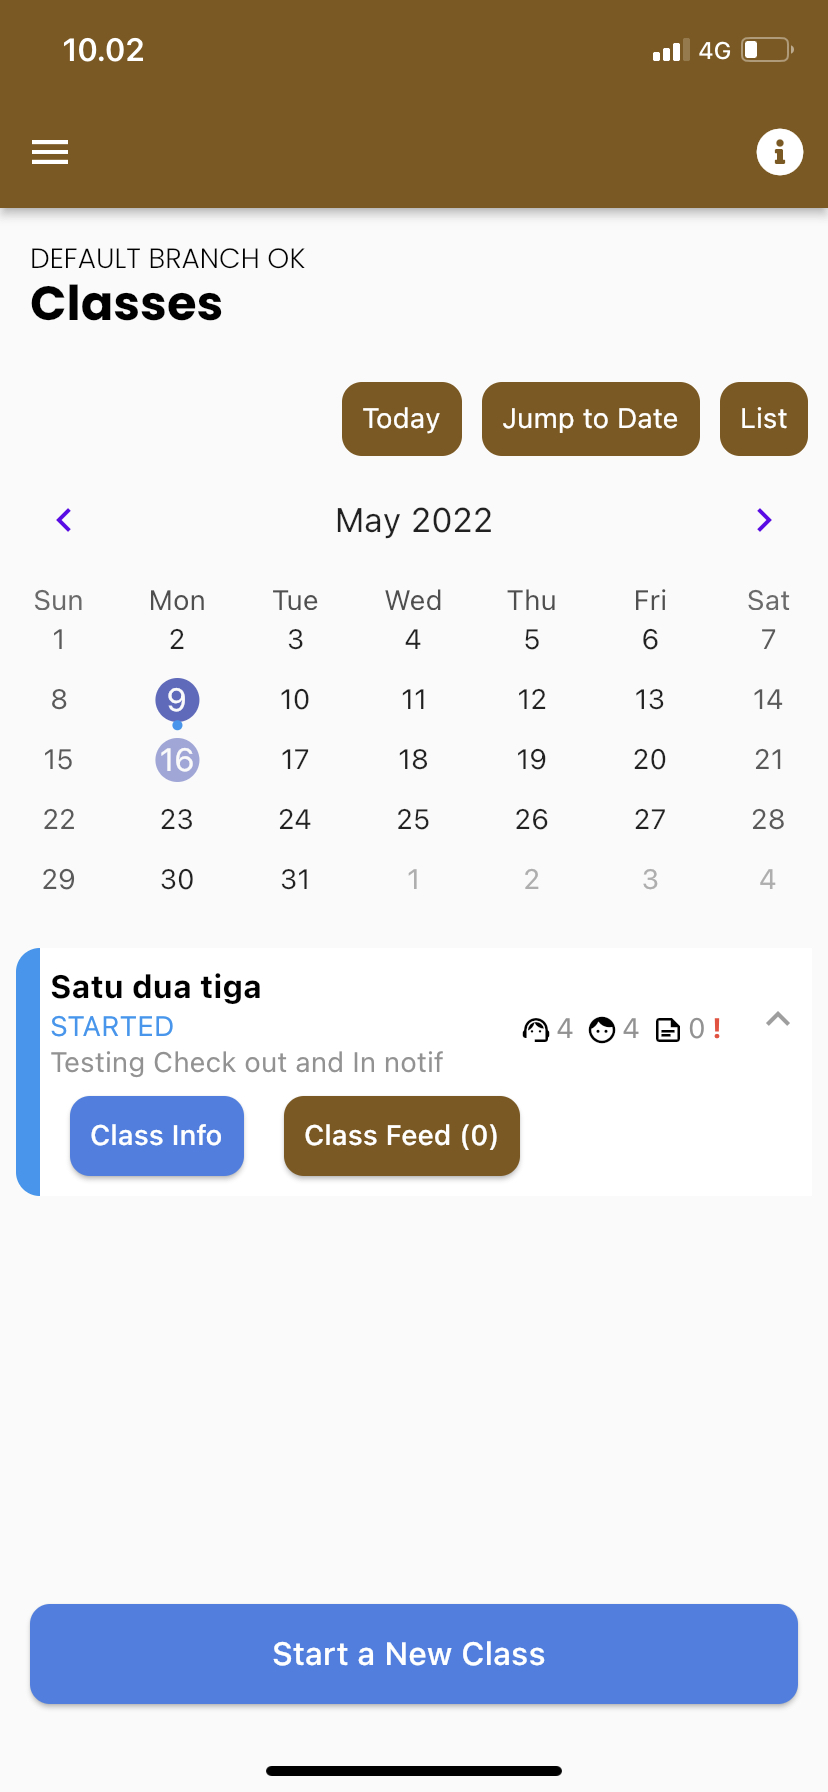 10.02
4G
DEFAULT BRANCH OK
Classes
Today Jump to Date List
May 2022
Sun Mon Tue Wed Thu Fri Sat
1 2 3 4 5 6 7
8 9 10 11 12 13 14
15 16 17 18 19 20 21
22 23 24 25 26 27 28
29 30 31 1 2 3 4
Satu dua tiga
STARTED
4 4 0 !
Testing Check out and In notif
Class Info Class Feed (0)
Start a New Class